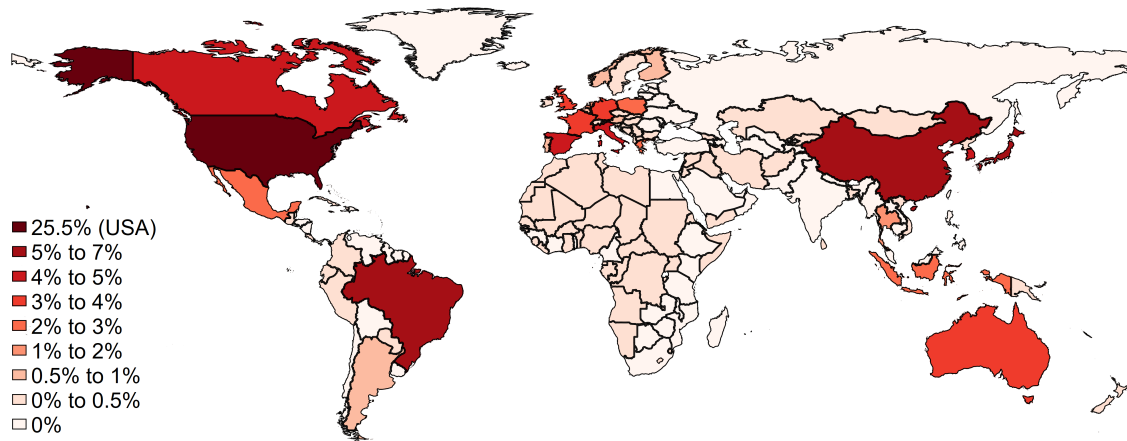 25.5% (USA)
5% to 7%
4% to 5%
3% to 4%
2% to 3%
1% to 2%
0.5% to 1%
0% to 0.5%
0%